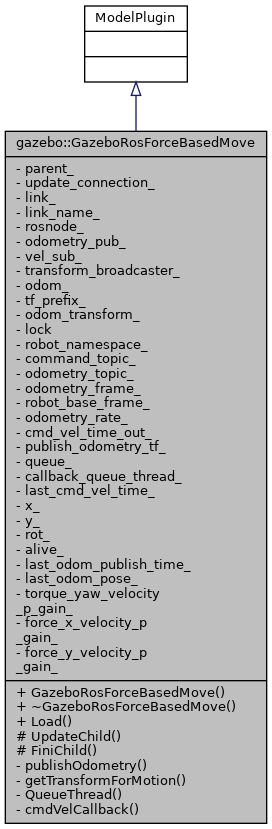 ModelPlugin
gazebo::GazeboRosForceBasedMove
- parent_
- update_connection_
- link_
- link_name_
- rosnode_
- odometry_pub_
- vel_sub_
- transform_broadcaster_
- odom_
- tf_prefix_
- odom_transform_
- lock
- robot_namespace_
- command_topic_
- odometry_topic_
- odometry_frame_
- robot_base_frame_
- odometry_rate_
- cmd_vel_time_out_
- publish_odometry_tf_
- queue_
- callback_queue_thread_
- last_cmd_vel_time_
- x_
- y_
- rot_
- alive_
- last_odom_publish_time_
- last_odom_pose_
- torque_yaw_velocity
_p_gain_
- force_x_velocity_p
_gain_
- force_y_velocity_p
_gain_
+ GazeboRosForceBasedMove()
+ ~GazeboRosForceBasedMove()
+ Load()
# UpdateChild()
# FiniChild()
- publishOdometry()
- getTransformForMotion()
- QueueThread()
- cmdVelCallback()